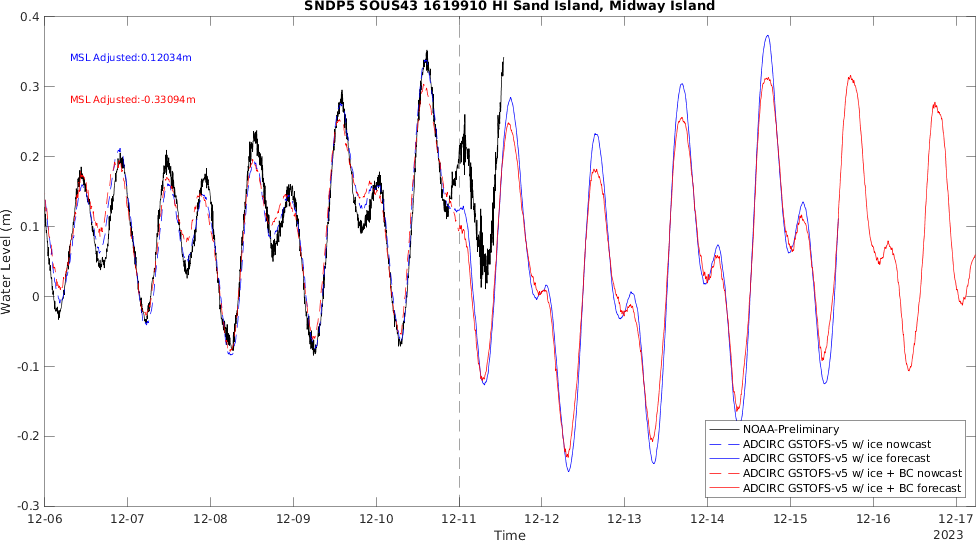 SNDP5 SOUS43 1619910 HI Sand Island, Midway Island
0.4
0.3
0.2
0.1
0
-0.1
-0.2
-0.3
Water Level (m)
MSL Adjusted:0.12034m
MSL Adjusted:-0.33094m
NOAA-Preliminary
ADCIRC GSTOFS-v5 w/ ice nowcast
ADCIRC GSTOFS-v5 w/ ice forecast
ADCIRC GSTOFS-v5 w/ ice + BC nowcast
ADCIRC GSTOFS-v5 w/ ice + BC forecast
12-06 12-07 12-08 12-09 12-10 12-11 12-12 12-13 12-14 12-15 12-16 12-17
Time
2023